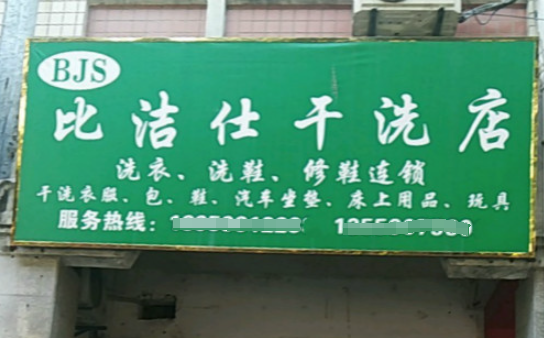 BJS
比洁仕干洗店
洗衣、洗鞋、修鞋连锁
干洗衣服、包、鞋、汽车坐垫、床上用品、玩具
服务热线: